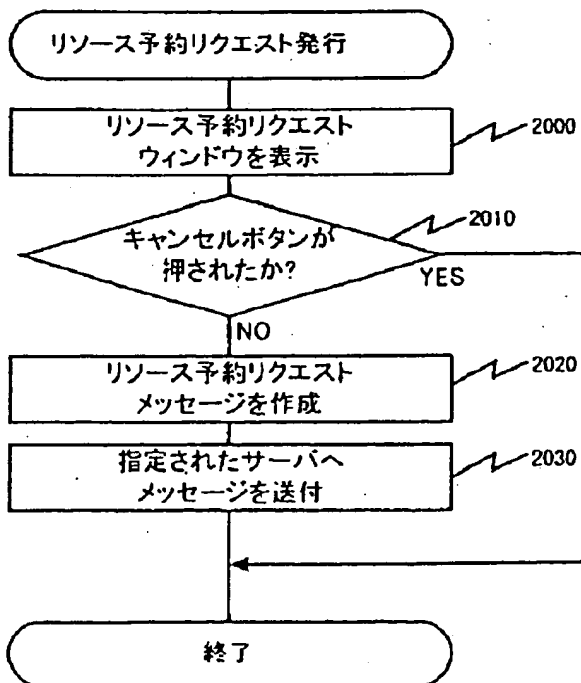 リソース予約リクエスト発行
リソース予約リクエスト
ウィンドウを表示
2000
キャンセルボタンが
押されたか?
2010
YES
NO
リソース予約リクエスト
メッセージを作成
2020
指定されたサーバへ
メッセージを送付
2030
終了